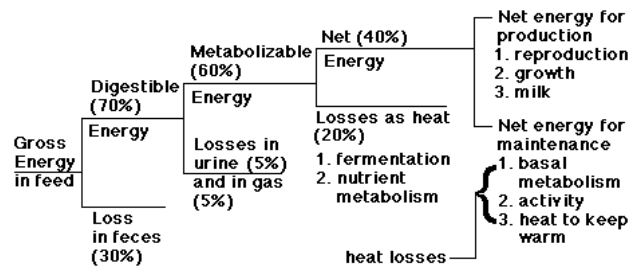 Gross
Energy
in feed
Digestible
(70%)
Energy
Loss
in feces
(30%)
Metabolizable
(60%)
Energy
Losses in
urine (5%)
and in gas
(5%)
Net (40%)
Energy
Losses as heat
(20%)
1. fermentation
2. nutrient
metabolism
Net energy for
production
1. reproduction
2. growth
3. milk
Net energy for
maintenance
1. basal
metabolism
2. activity
3. heat to keep
warm
heat losses